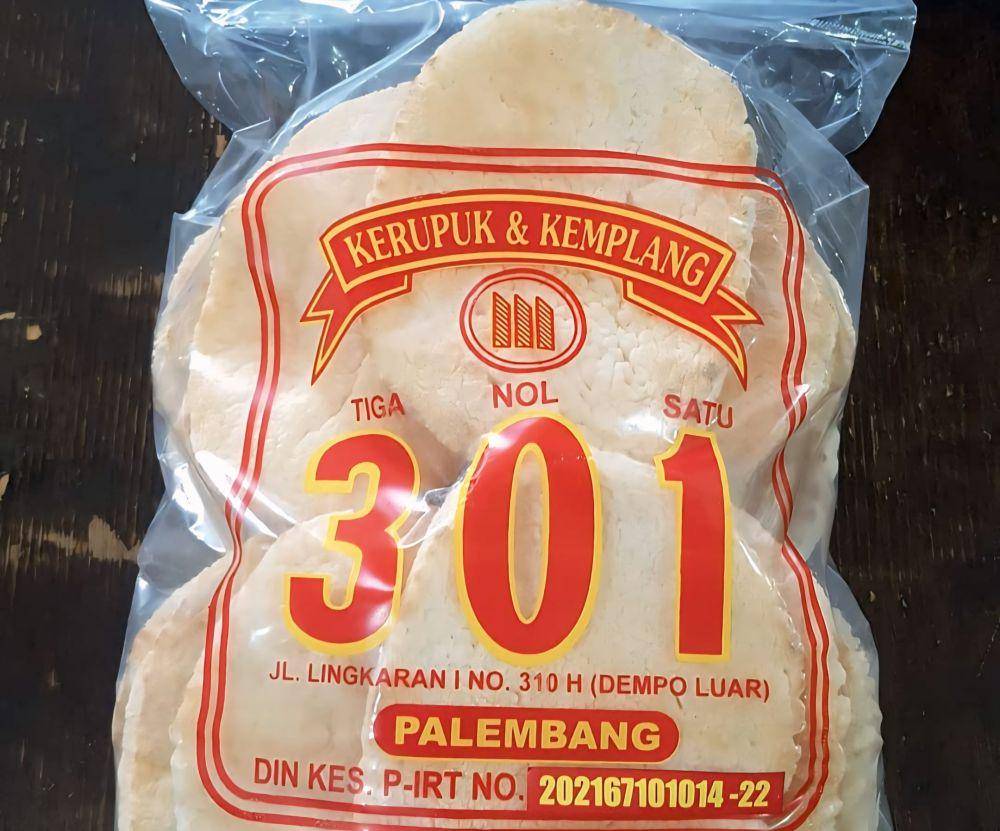 KERUPUK & KEMPLANG
TIGA NOL SATU
301
JL. LINGKARAN I NO. 310 H (DEMPO LUAR)
PALEMBANG
DIN KES. P-IRT NO. 202167101014 -22